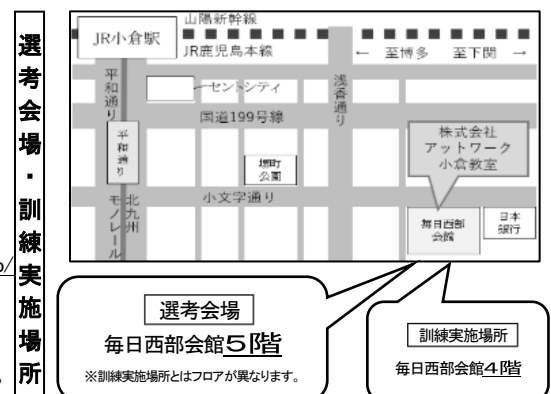 選考会場・訓練実施場所
山陽新幹線
JR小倉駅
JR鹿児島本線
← 至博多 至下関 →
平和通り
セントシティ
浅香通り
国道199号線
平和通り
堺町
公園
株式会社
アットワーク
小倉教室
小文字通り
北九州
モノレール
毎日西部
会館
日本
銀行
o/
選考会場
毎日西部会館5階
※訓練実施場所とはフロアが異なります。
訓練実施場所
毎日西部会館4階
。